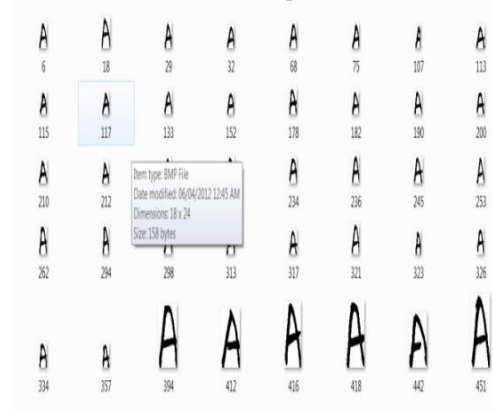 A A A A A A A A
6 18 29 32 68 75 107 113
A A A A A A A A
115 117 133 152 178 182 190 200
A A A A A A
210 212 234 236 245 253
Item type: BMP File
Date modified: 06/04/2012 12:45 AM
Dimensions: 18 x 24
Size: 158 bytes
A A A A A A A A
262 294 298 313 317 321 323 326
A A A A A A A A
334 357 394 412 416 418 442 451